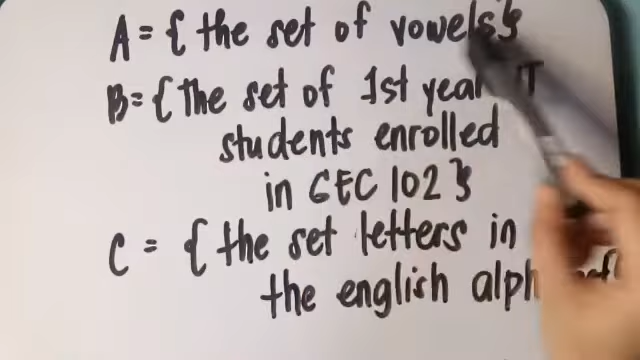 A = { the set of vowels}
B = { the set of 1st year
students enrolled
in GEC 102 }
C = { the set letters in
the english